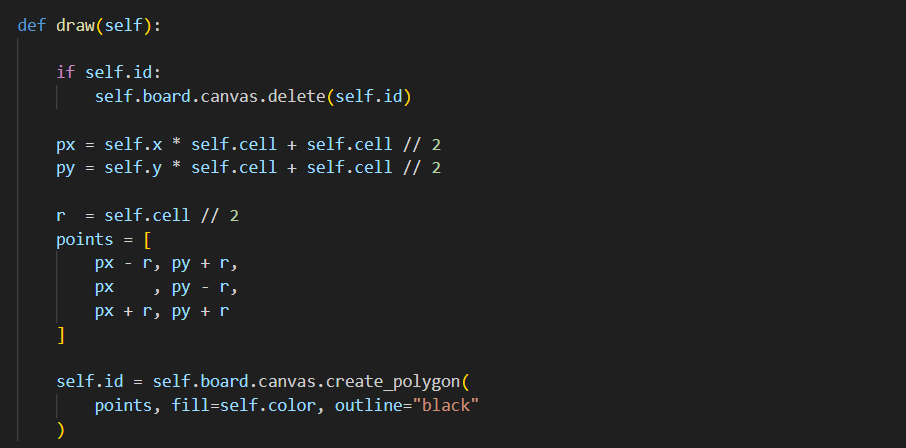 def draw(self):
if self.id:
self.board.canvas.delete(self.id)
px = self.x * self.cell + self.cell // 2
py = self.y * self.cell + self.cell // 2
r  = self.cell // 2
points = [
px - r, py + r,
px    , py - r,
px + r, py + r
]
self.id = self.board.canvas.create_polygon(
points, fill=self.color, outline="black"
)